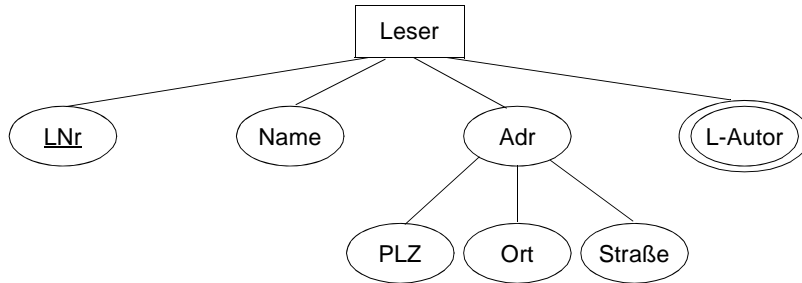 Leser
LNr
Name
Adr
L-Autor
PLZ
Ort
Straße